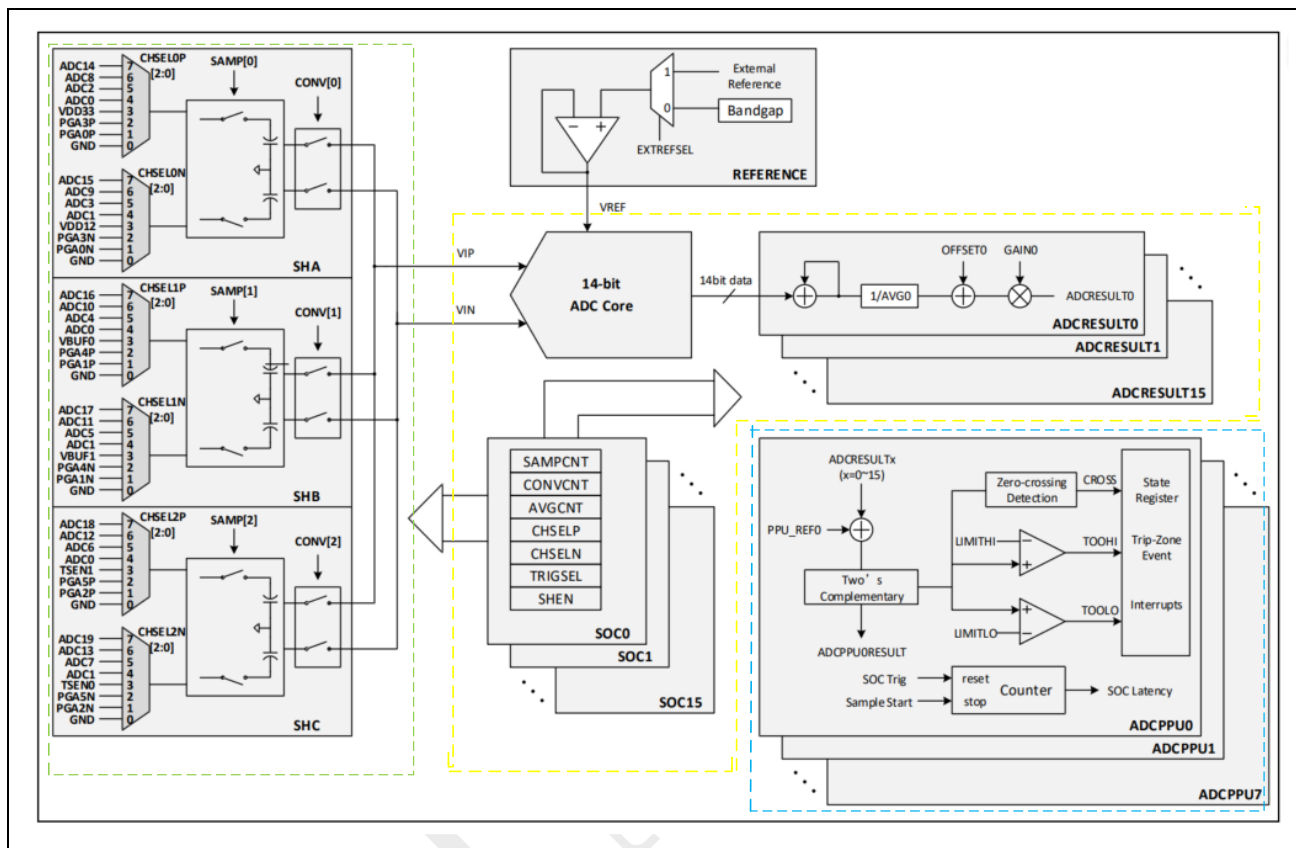 CHSEL0P
[2:0]
ADC14 7
ADC8 6
ADC2 5
ADC0 4
VDD33 3
PGA3P 2
PGA0P 1
GND 0
SAMP[0]
CONV[0]
CHSEL0N
[2:0]
ADC15 7
ADC9 6
ADC3 5
ADC1 4
VDD12 3
PGA3N 2
PGA0N 1
GND 0
SHA
CHSEL1P
[2:0]
ADC16 7
ADC10 6
ADC4 5
ADC0 4
VBUF0 3
PGA4P 2
PGA1P 1
GND 0
SAMP[1]
CONV[1]
CHSEL1N
[2:0]
ADC17 7
ADC11 6
ADC5 5
ADC1 4
VBUF1 3
PGA4N 2
PGA1N 1
GND 0
SHB
CHSEL2P
[2:0]
ADC18 7
ADC12 6
ADC6 5
ADC0 4
TSEN1 3
PGA5P 2
PGA2P 1
GND 0
SAMP[2]
CONV[2]
CHSEL2N
[2:0]
ADC19 7
ADC13 6
ADC7 5
ADC1 4
TSEN0 3
PGA5N 2
PGA2N 1
GND 0
SHC
1
0
External
Reference
Bandgap
− +
EXTREFSEL
REFERENCE
VREF
VIP
VIN
14-bit
ADC Core
14bit data
1/AVG0
OFFSET0
GAIN0
ADCRESULT0
ADCRESULT0
ADCRESULT1
ADCRESULT15
SAMPCNT
CONVCNT
AVGCNT
CHSELP
CHSELN
TRIGSEL
SHEN
SOC0
SOC1
SOC15
ADCRESULTx
(x=0~15)
PPU_REF0
Two's
Complementary
ADCPPU0RESULT
Zero-crossing
Detection
CROSS
LIMITHI
−
+
TOOHI
+
−
LIMITLO
TOOLO
State
Register
Trip-Zone
Event
Interrupts
SOC Trig
Sample Start
reset
stop
Counter
SOC Latency
ADCPPU0
ADCPPU1
ADCPPU7